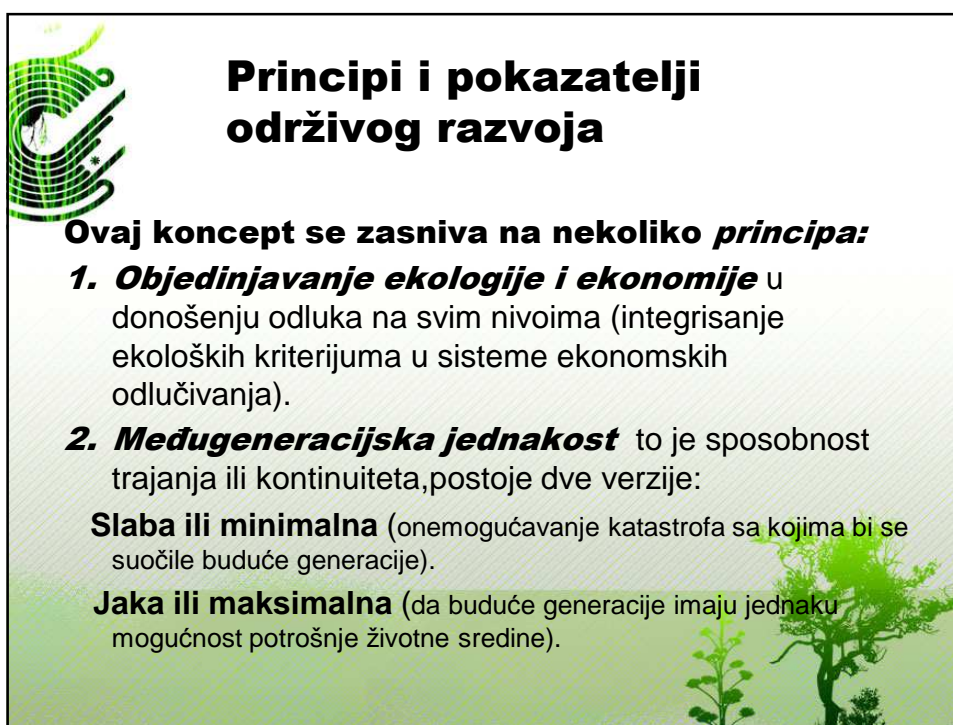 Principi i pokazatelji
održivog razvoja
Ovaj koncept se zasniva na nekoliko principa:
1. Objedinjavanje ekologije i ekonomije u
donošenju odluka na svim nivoima (integrisanje
ekoloških kriterijuma u sisteme ekonomskih
odlučivanja).
2. Međugeneracijska jednakost to je sposobnost
trajanja ili kontinuiteta,postoje dve verzije:
Slaba ili minimalna (onemogućavanje katastrofa sa kojima bi se
suočile buduće generacije).
Jaka ili maksimalna (da buduće generacije imaju jednaku
mogućnost potrošnje životne sredine).